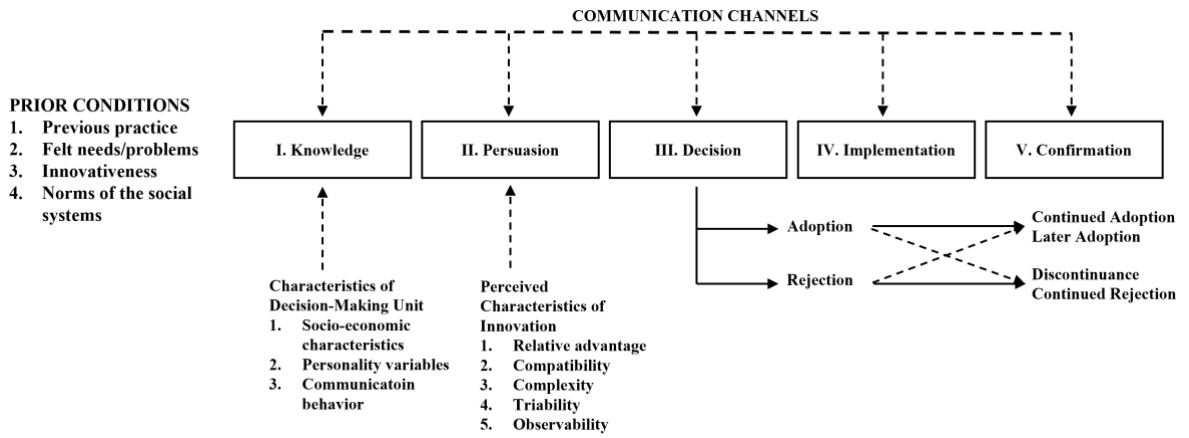 COMMUNICATION CHANNELS
PRIOR CONDITIONS
1. Previous practice
2. Felt needs/problems
3. Innovativeness
4. Norms of the social
systems
I. Knowledge
II. Persuasion
III. Decision
IV. Implementation
V. Confirmation
Adoption
Rejection
Continued Adoption
Later Adoption
Discontinuance
Continued Rejection
Characteristics of
Decision-Making Unit
1. Socio-economic
characteristics
2. Personality variables
3. Communicatoin
behavior
Perceived
Characteristics of
Innovation
1. Relative advantage
2. Compatibility
3. Complexity
4. Triability
5. Observability